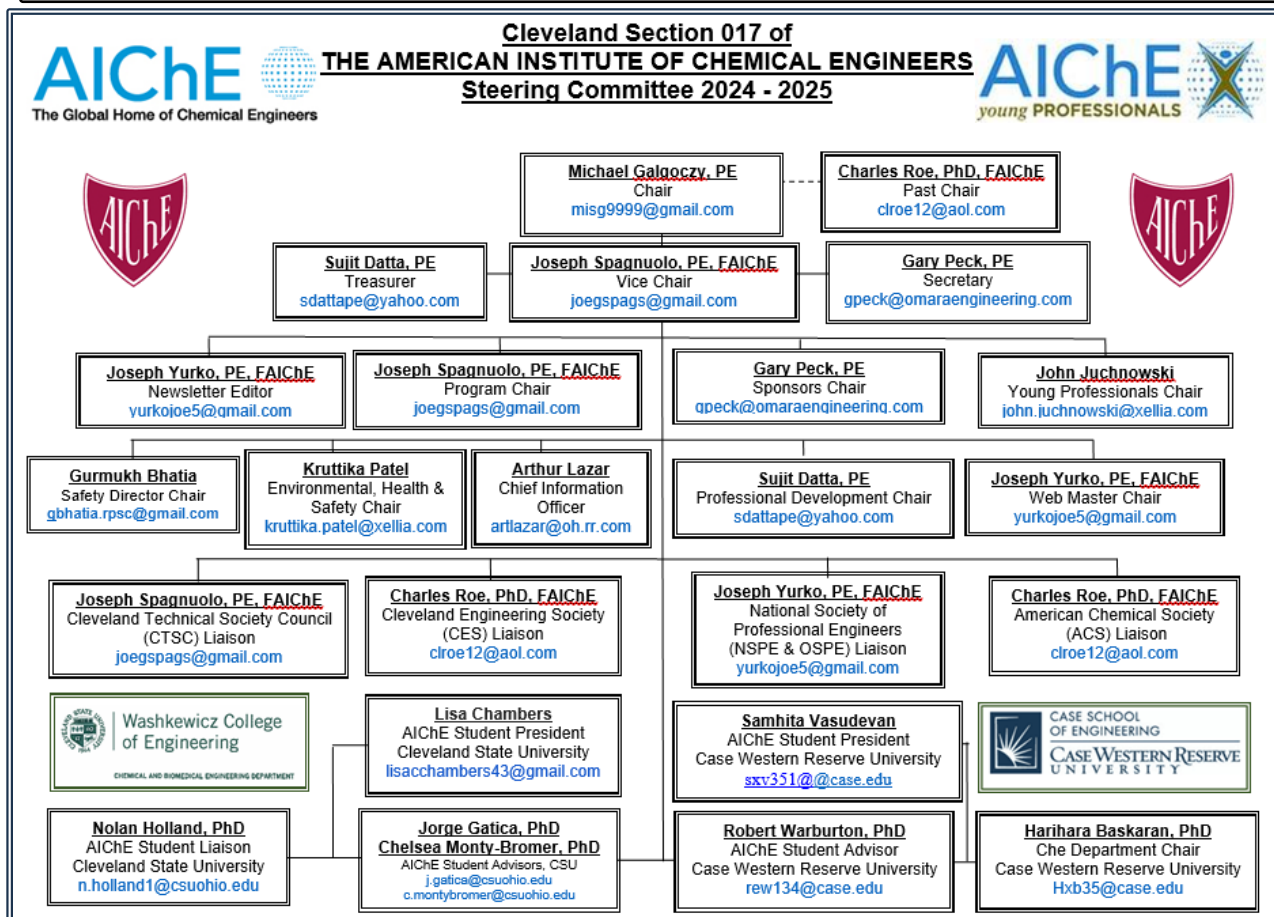 Cleveland Section 017 of
THE AMERICAN INSTITUTE OF CHEMICAL ENGINEERS
Steering Committee 2024 - 2025
AIChE
The Global Home of Chemical Engineers
AIChE
young PROFESSIONALS
AIChE
AIChE
Michael Galgoczy, PE
Chair
misg9999@gmail.com
Charles Roe, PhD, FAIChE
Past Chair
clroe12@aol.com
Sujit Datta, PE
Treasurer
sdattape@yahoo.com
Joseph Spagnuolo, PE, FAIChE
Vice Chair
joegspags@gmail.com
Gary Peck, PE
Secretary
gpeck@omaraengineering.com
Joseph Yurko, PE, FAIChE
Newsletter Editor
yurkojoe5@gmail.com
Joseph Spagnuolo, PE, FAIChE
Program Chair
joegspags@gmail.com
Gary Peck, PE
Sponsors Chair
gpeck@omaraengineering.com
John Juchnowski
Young Professionals Chair
john.juchnowski@xellia.com
Gurmukh Bhatia
Safety Director Chair
gbhatia.rpsc@gmail.com
Kruttika Patel
Environmental, Health &
Safety Chair
kruttika.patel@xellia.com
Arthur Lazar
Chief Information
Officer
artlazar@oh.rr.com
Sujit Datta, PE
Professional Development Chair
sdattape@yahoo.com
Joseph Yurko, PE, FAIChE
Web Master Chair
yurkojoe5@gmail.com
Joseph Spagnuolo, PE, FAIChE
Cleveland Technical Society Council
(CTSC) Liaison
joegspags@gmail.com
Charles Roe, PhD, FAIChE
Cleveland Engineering Society
(CES) Liaison
clroe12@aol.com
Joseph Yurko, PE, FAIChE
National Society of
Professional Engineers
(NSPE & OSPE) Liaison
yurkojoe5@gmail.com
Charles Roe, PhD, FAIChE
American Chemical Society
(ACS) Liaison
clroe12@aol.com
Washkewicz College
of Engineering
CHEMICAL AND BIOMEDICAL ENGINEERING DEPARTMENT
Lisa Chambers
AIChE Student President
Cleveland State University
lisacchambers43@gmail.com
Samhita Vasudevan
AIChE Student President
Case Western Reserve University
sxv351@@case.edu
CASE SCHOOL
OF ENGINEERING
CASE WESTERN RESERVE
UNIVERSITY
Nolan Holland, PhD
AIChE Student Liaison
Cleveland State University
n.holland1@csuohio.edu
Jorge Gatica, PhD
Chelsea Monty-Bromer, PhD
AIChE Student Advisors, CSU
j.gatica@csuohio.edu
c.montybromer@csuohio.edu
Robert Warburton, PhD
AIChE Student Advisor
Case Western Reserve University
rew134@case.edu
Harihara Baskaran, PhD
Che Department Chair
Case Western Reserve University
Hxb35@case.edu